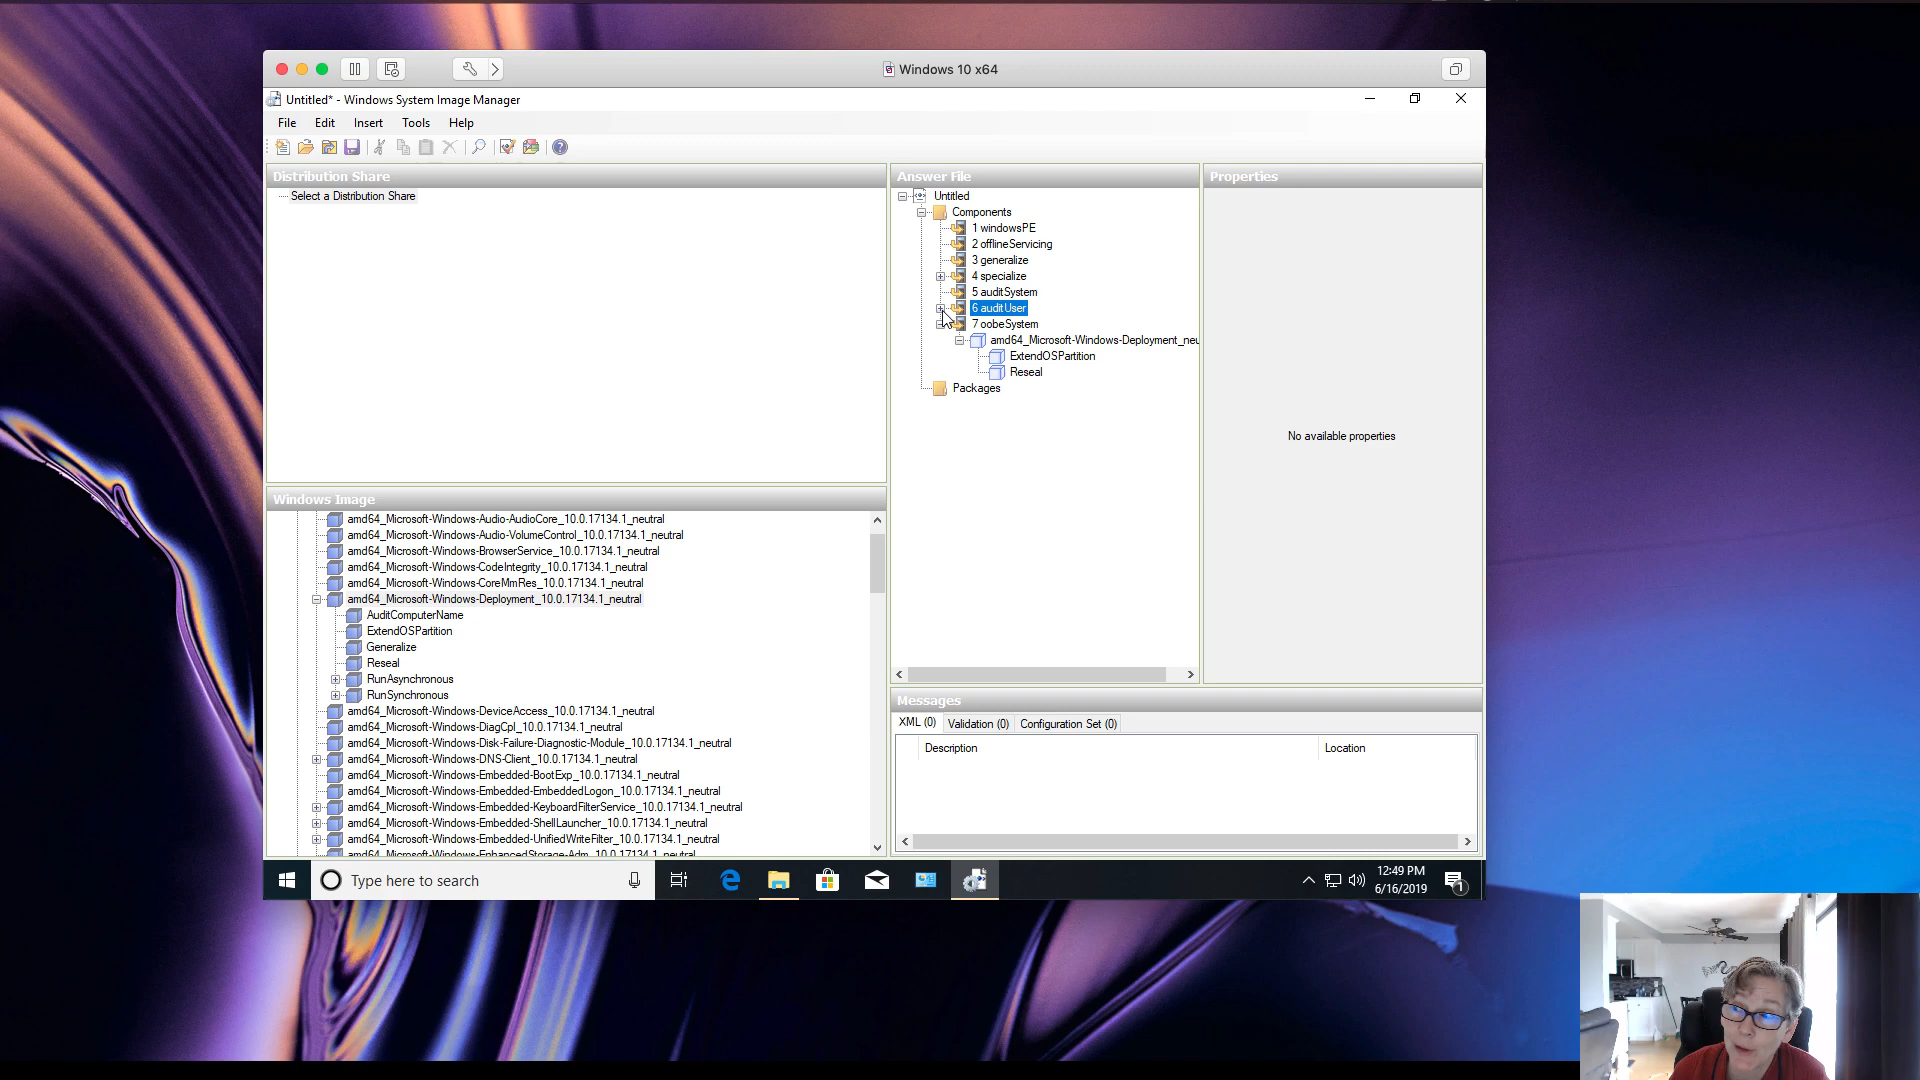 Windows 10 x64
Untitled* - Windows System Image Manager
File Edit Insert Tools Help
Distribution Share
Select a Distribution Share
Answer File
Untitled
Components
1 windowsPE
2 offlineServicing
3 generalize
4 specialize
5 auditSystem
6 auditUser
7 oobeSystem
amd64_Microsoft-Windows-Deployment_neu
ExtendOSPartition
Reseal
Packages
Properties
No available properties
Windows Image
amd64_Microsoft-Windows-Audio-AudioCore_10.0.17134.1_neutral
amd64_Microsoft-Windows-Audio-VolumeControl_10.0.17134.1_neutral
amd64_Microsoft-Windows-BrowserService_10.0.17134.1_neutral
amd64_Microsoft-Windows-CodeIntegrity_10.0.17134.1_neutral
amd64_Microsoft-Windows-CoreMmRes_10.0.17134.1_neutral
amd64_Microsoft-Windows-Deployment_10.0.17134.1_neutral
AuditComputerName
ExtendOSPartition
Generalize
Reseal
RunAsynchronous
RunSynchronous
amd64_Microsoft-Windows-DeviceAccess_10.0.17134.1_neutral
amd64_Microsoft-Windows-DiagCpl_10.0.17134.1_neutral
amd64_Microsoft-Windows-Disk-Failure-Diagnostic-Module_10.0.17134.1_neutral
amd64_Microsoft-Windows-DNS-Client_10.0.17134.1_neutral
amd64_Microsoft-Windows-Embedded-BootExp_10.0.17134.1_neutral
amd64_Microsoft-Windows-Embedded-EmbeddedLogon_10.0.17134.1_neutral
amd64_Microsoft-Windows-Embedded-KeyboardFilterService_10.0.17134.1_neutral
amd64_Microsoft-Windows-Embedded-ShellLauncher_10.0.17134.1_neutral
amd64_Microsoft-Windows-Embedded-UnifiedWriteFilter_10.0.17134.1_neutral
amd64_Microsoft-Windows-EnhancedStorage-Adm_10.0.17134.1_neutral
Messages
XML (0) Validation (0) Configuration Set (0)
Description Location
Type here to search
12:49 PM
6/16/2019
1